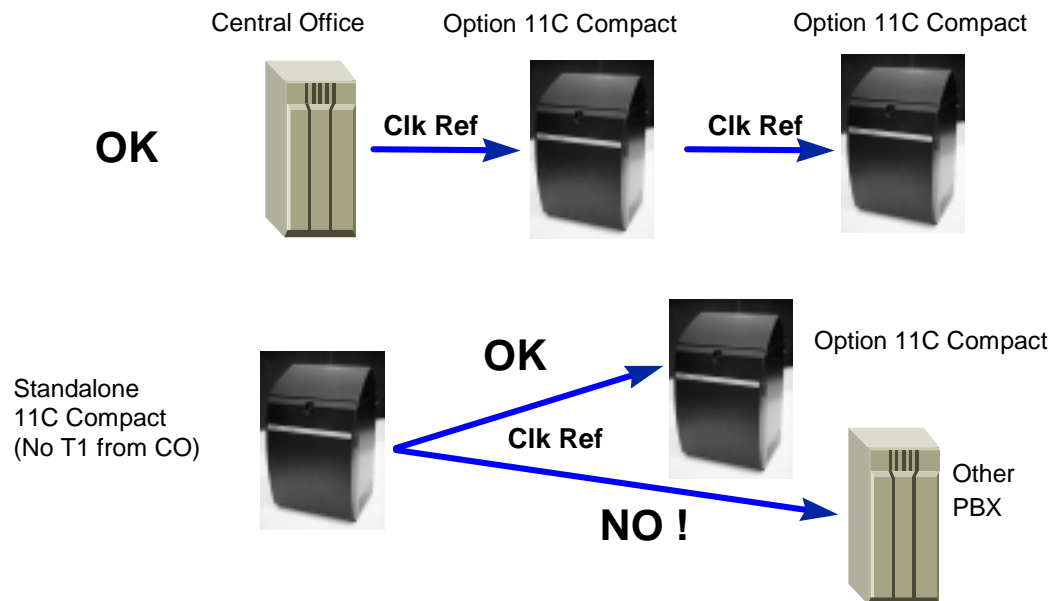 Central Office
Option 11C Compact
Option 11C Compact
OK
Clk Ref
Clk Ref
Standalone
11C Compact
(No T1 from CO)
OK
Option 11C Compact
Clk Ref
NO !
Other
PBX